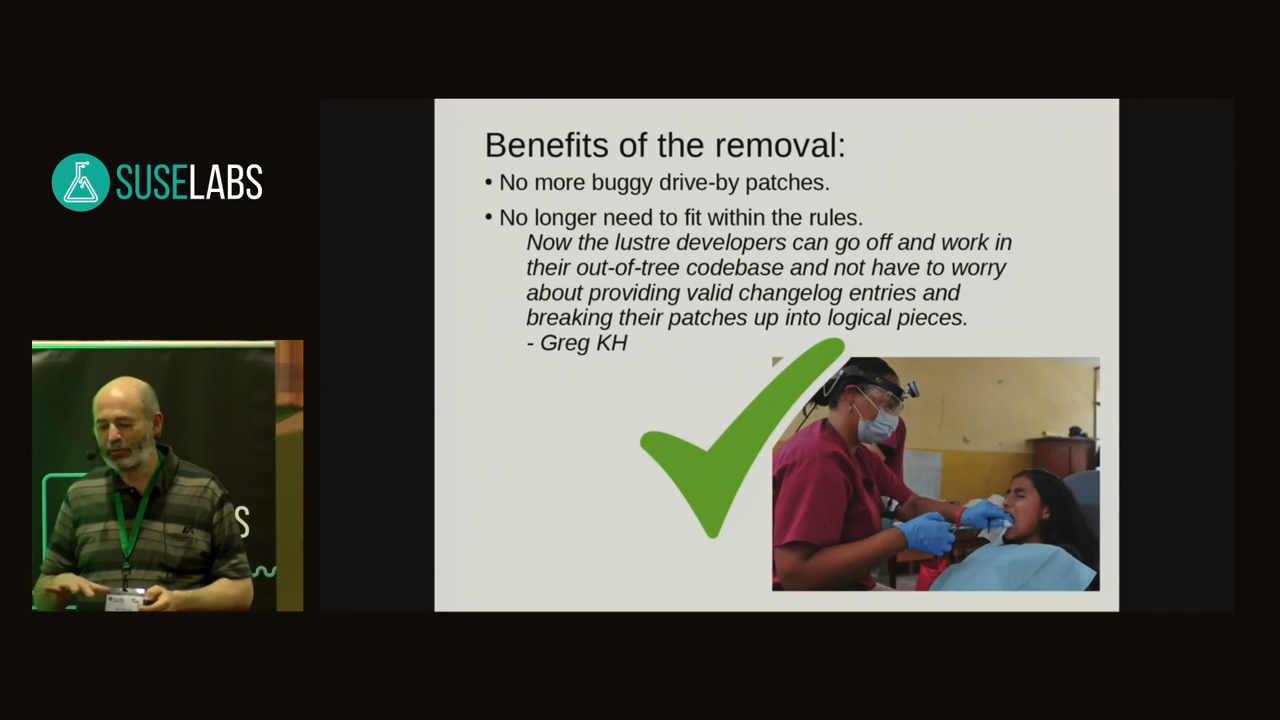 SUSELABS
Benefits of the removal:
• No more buggy drive-by patches.
• No longer need to fit within the rules.
Now the lustre developers can go off and work in
their out-of-tree codebase and not have to worry
about providing valid changelog entries and
breaking their patches up into logical pieces.
- Greg KH
S